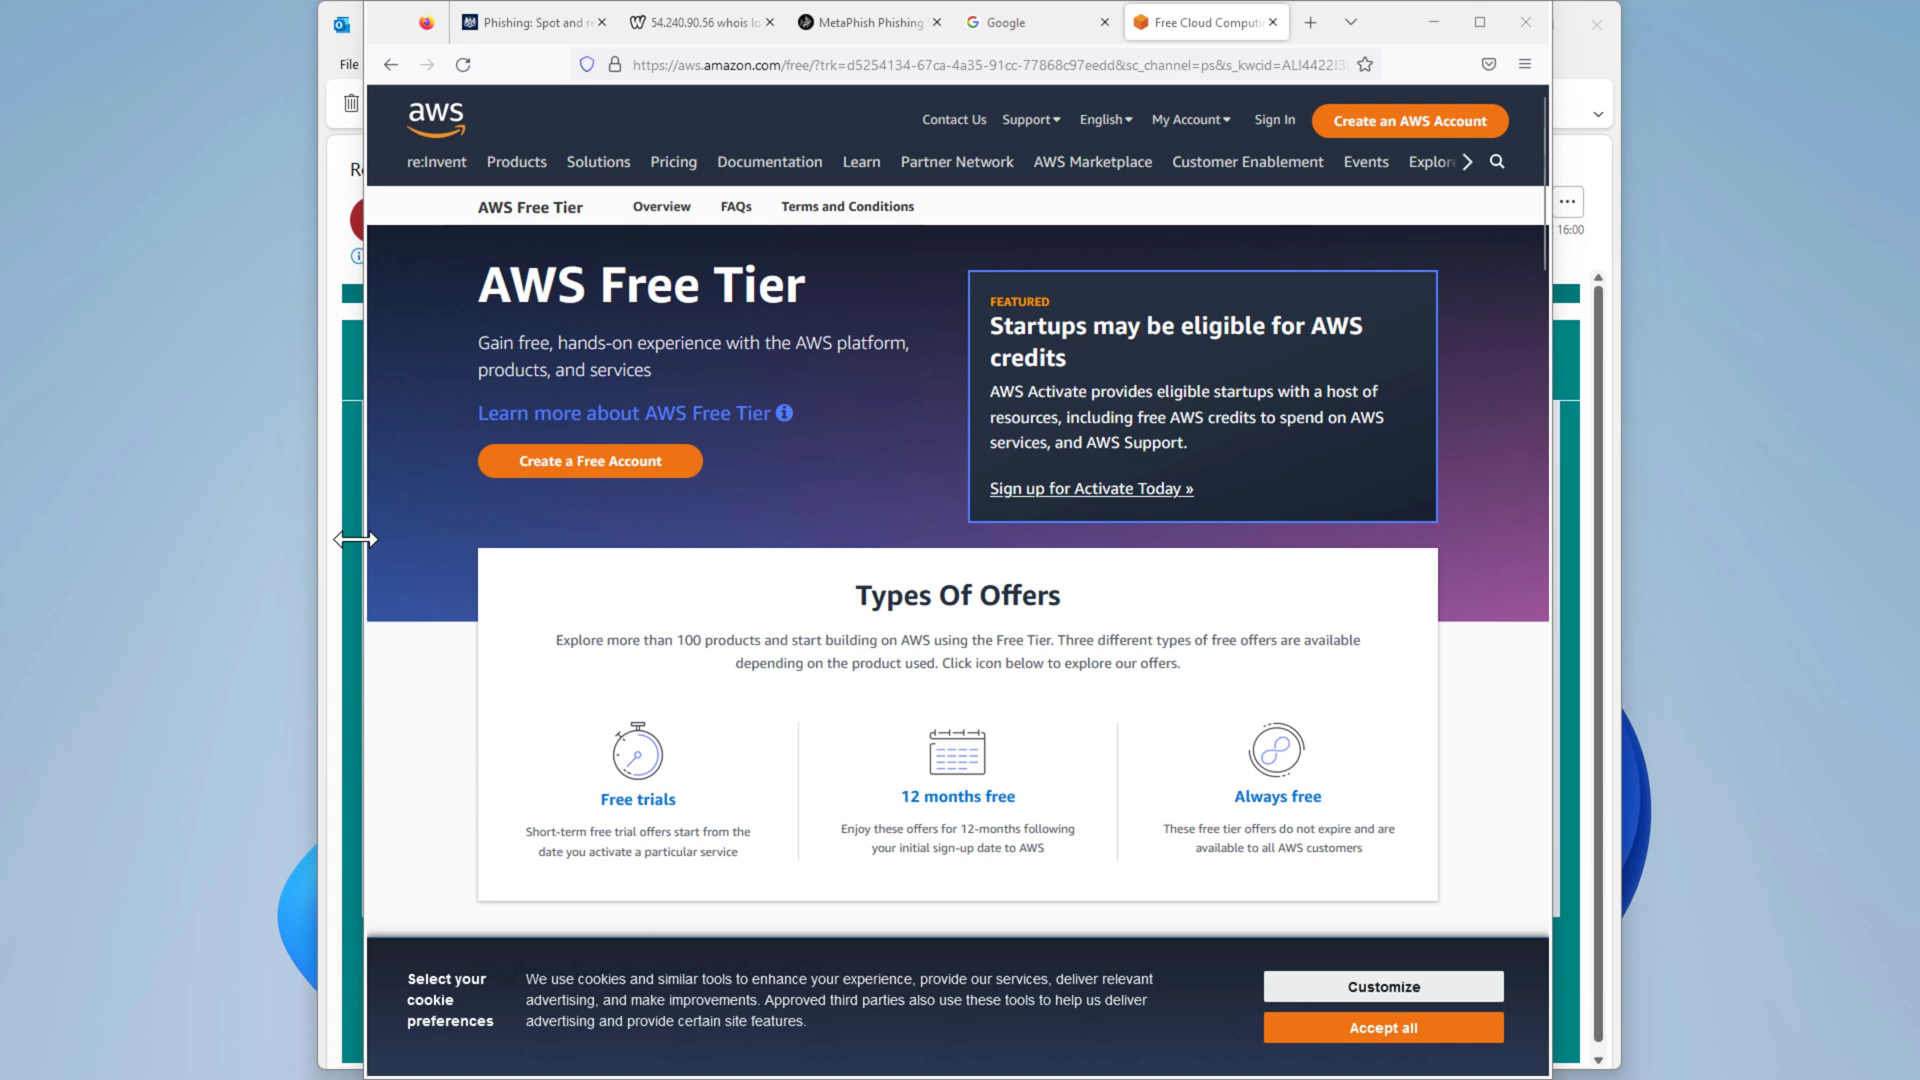 Phishing: Spot and re
54.240.90.56 whois lo
MetaPhish Phishing
Google
Free Cloud Computi
File
https://aws.amazon.com/free/?trk=d5254134-67ca-4a35-91cc-77868c97eedd&sc_channel=ps&s_kwcid=AL!4422!3
aws
Contact Us Support English My Account Sign In Create an AWS Account
re:Invent Products Solutions Pricing Documentation Learn Partner Network AWS Marketplace Customer Enablement Events Explor
Re
16:00
AWS Free Tier Overview FAQs Terms and Conditions
AWS Free Tier
Gain free, hands-on experience with the AWS platform,
products, and services
Learn more about AWS Free Tier
Create a Free Account
FEATURED
Startups may be eligible for AWS
credits
AWS Activate provides eligible startups with a host of
resources, including free AWS credits to spend on AWS
services, and AWS Support.
Sign up for Activate Today »
Types Of Offers
Explore more than 100 products and start building on AWS using the Free Tier. Three different types of free offers are available
depending on the product used. Click icon below to explore our offers.
Free trials
Short-term free trial offers start from the
date you activate a particular service
12 months free
Enjoy these offers for 12-months following
your initial sign-up date to AWS
Always free
These free tier offers do not expire and are
available to all AWS customers
Select your
cookie
preferences
We use cookies and similar tools to enhance your experience, provide our services, deliver relevant
advertising, and make improvements. Approved third parties also use these tools to help us deliver
advertising and provide certain site features.
Customize
Accept all